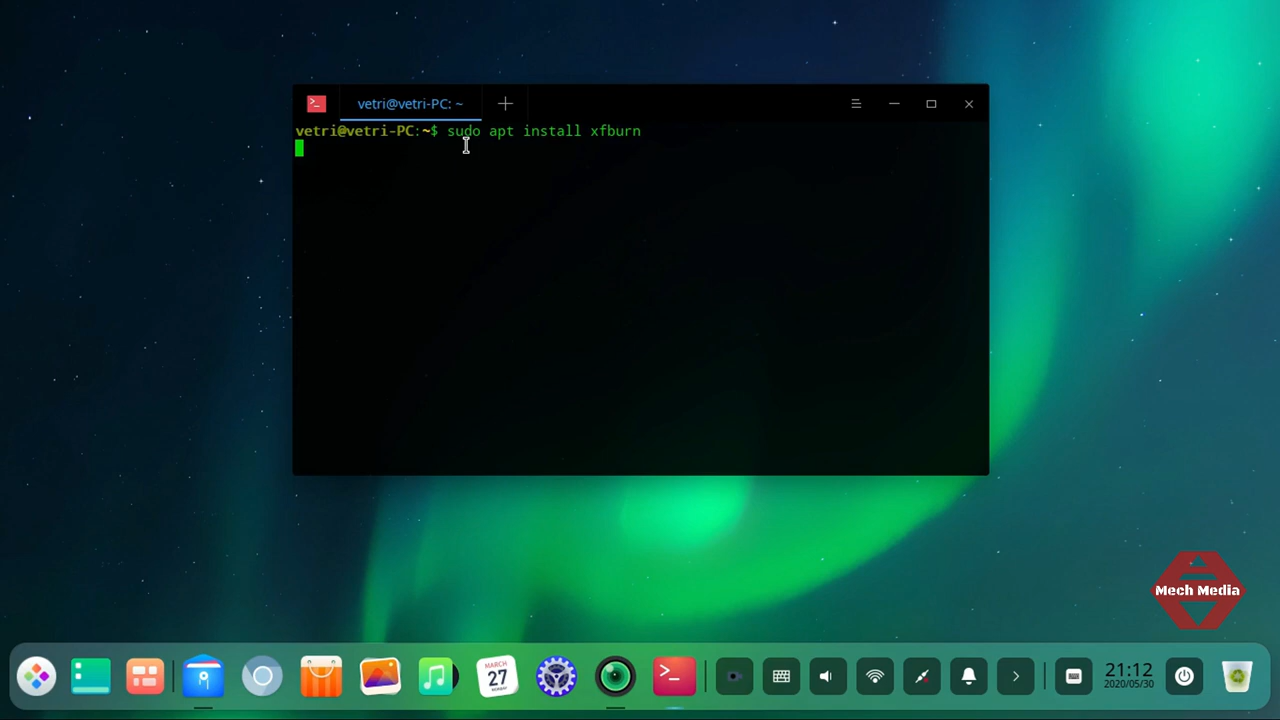 vetri@vetri-PC: ~
vetri@vetri-PC:~$ sudo apt install xfburn
Mech Media
MARCH
27
21:12
2020/05/30